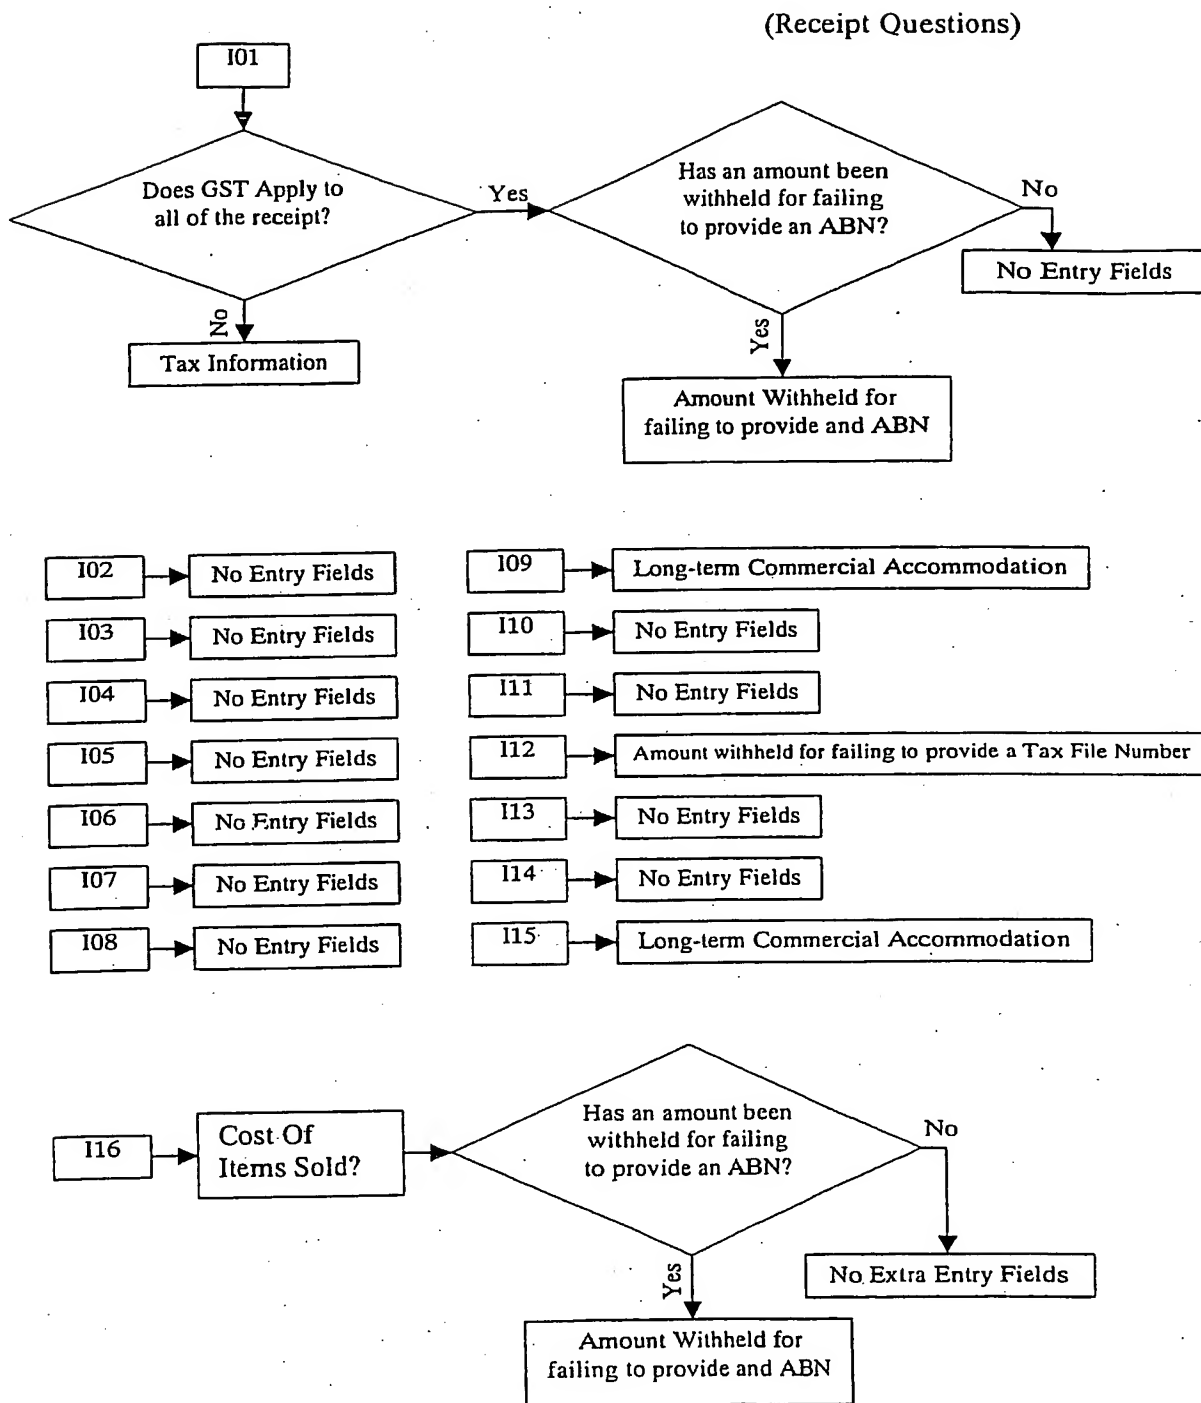 (Receipt Questions)
I01
Does GST Apply to
all of the receipt?
Yes
No
Tax Information
Has an amount been
withheld for failing
to provide an ABN?
No
No Entry Fields
Yes
Amount Withheld for
failing to provide and ABN
I02
No Entry Fields
I03
No Entry Fields
I04
No Entry Fields
I05
No Entry Fields
I06
No Entry Fields
I07
No Entry Fields
I08
No Entry Fields
I09
Long-term Commercial Accommodation
I10
No Entry Fields
I11
No Entry Fields
I12
Amount withheld for failing to provide a Tax File Number
I13
No Entry Fields
I14
No Entry Fields
I15
Long-term Commercial Accommodation
I16
Cost Of
Items Sold?
Has an amount been
withheld for failing
to provide an ABN?
No
No Extra Entry Fields
Yes
Amount Withheld for
failing to provide and ABN